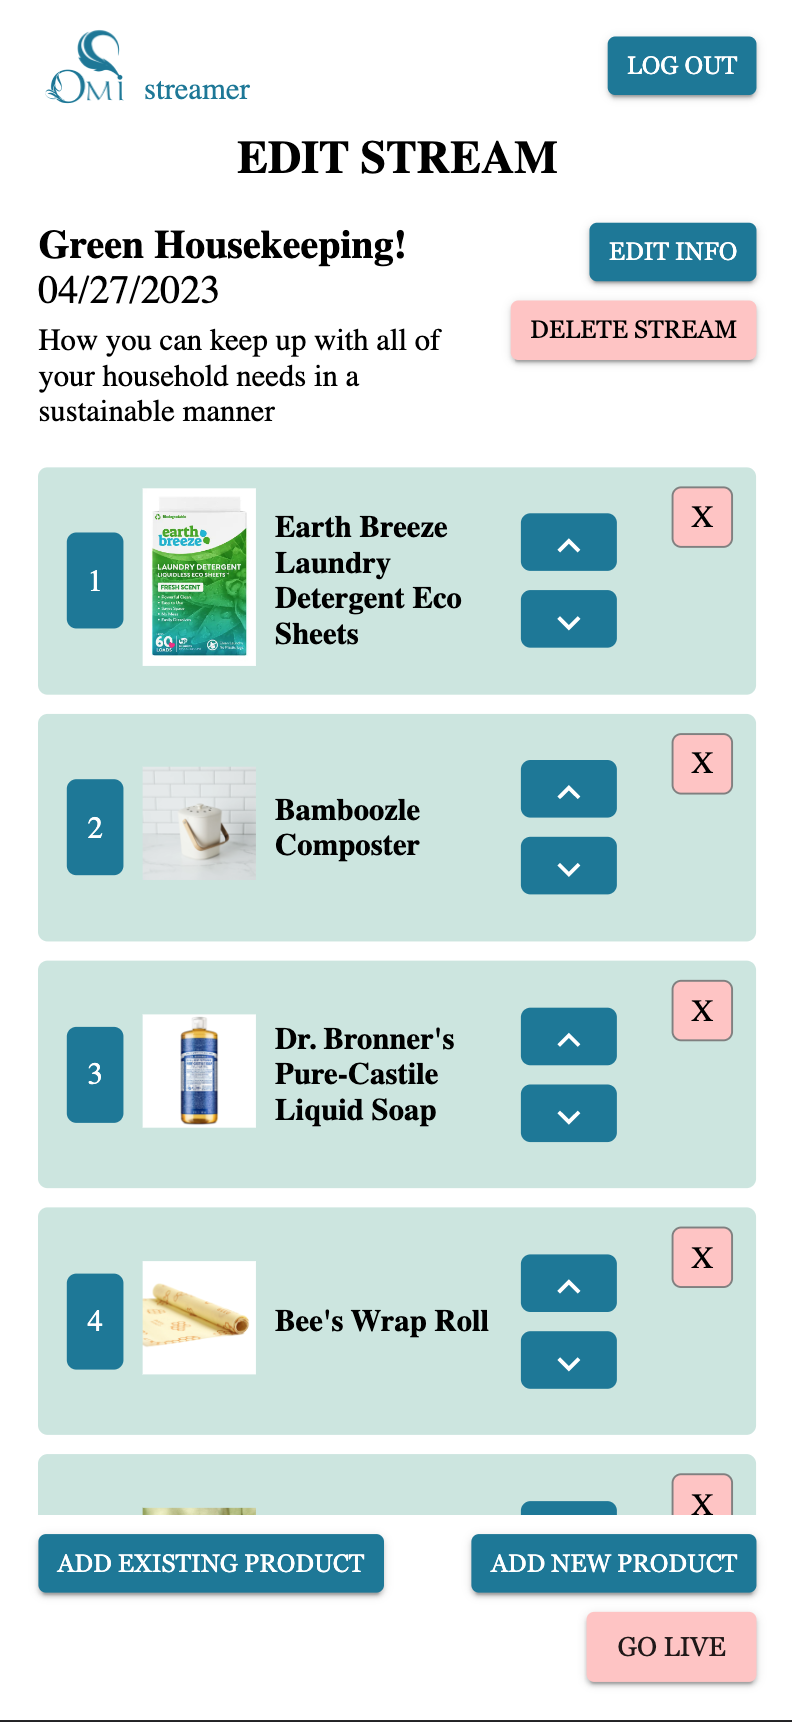 OMi streamer
LOG OUT
EDIT STREAM
Green Housekeeping!
04/27/2023
EDIT INFO
DELETE STREAM
How you can keep up with all of
your household needs in a
sustainable manner
1
Biodegradable
earth
breeze
LAUNDRY DETERGENT
LIQUIDLESS ECO SHEETS
FRESH SCENT
60
LOADS
Earth Breeze
Laundry
Detergent Eco
Sheets
X
2
Bamboozle
Composter
X
3
Dr. Bronner's
Pure-Castile
Liquid Soap
X
4
Bee's Wrap Roll
X
X
ADD EXISTING PRODUCT
ADD NEW PRODUCT
GO LIVE